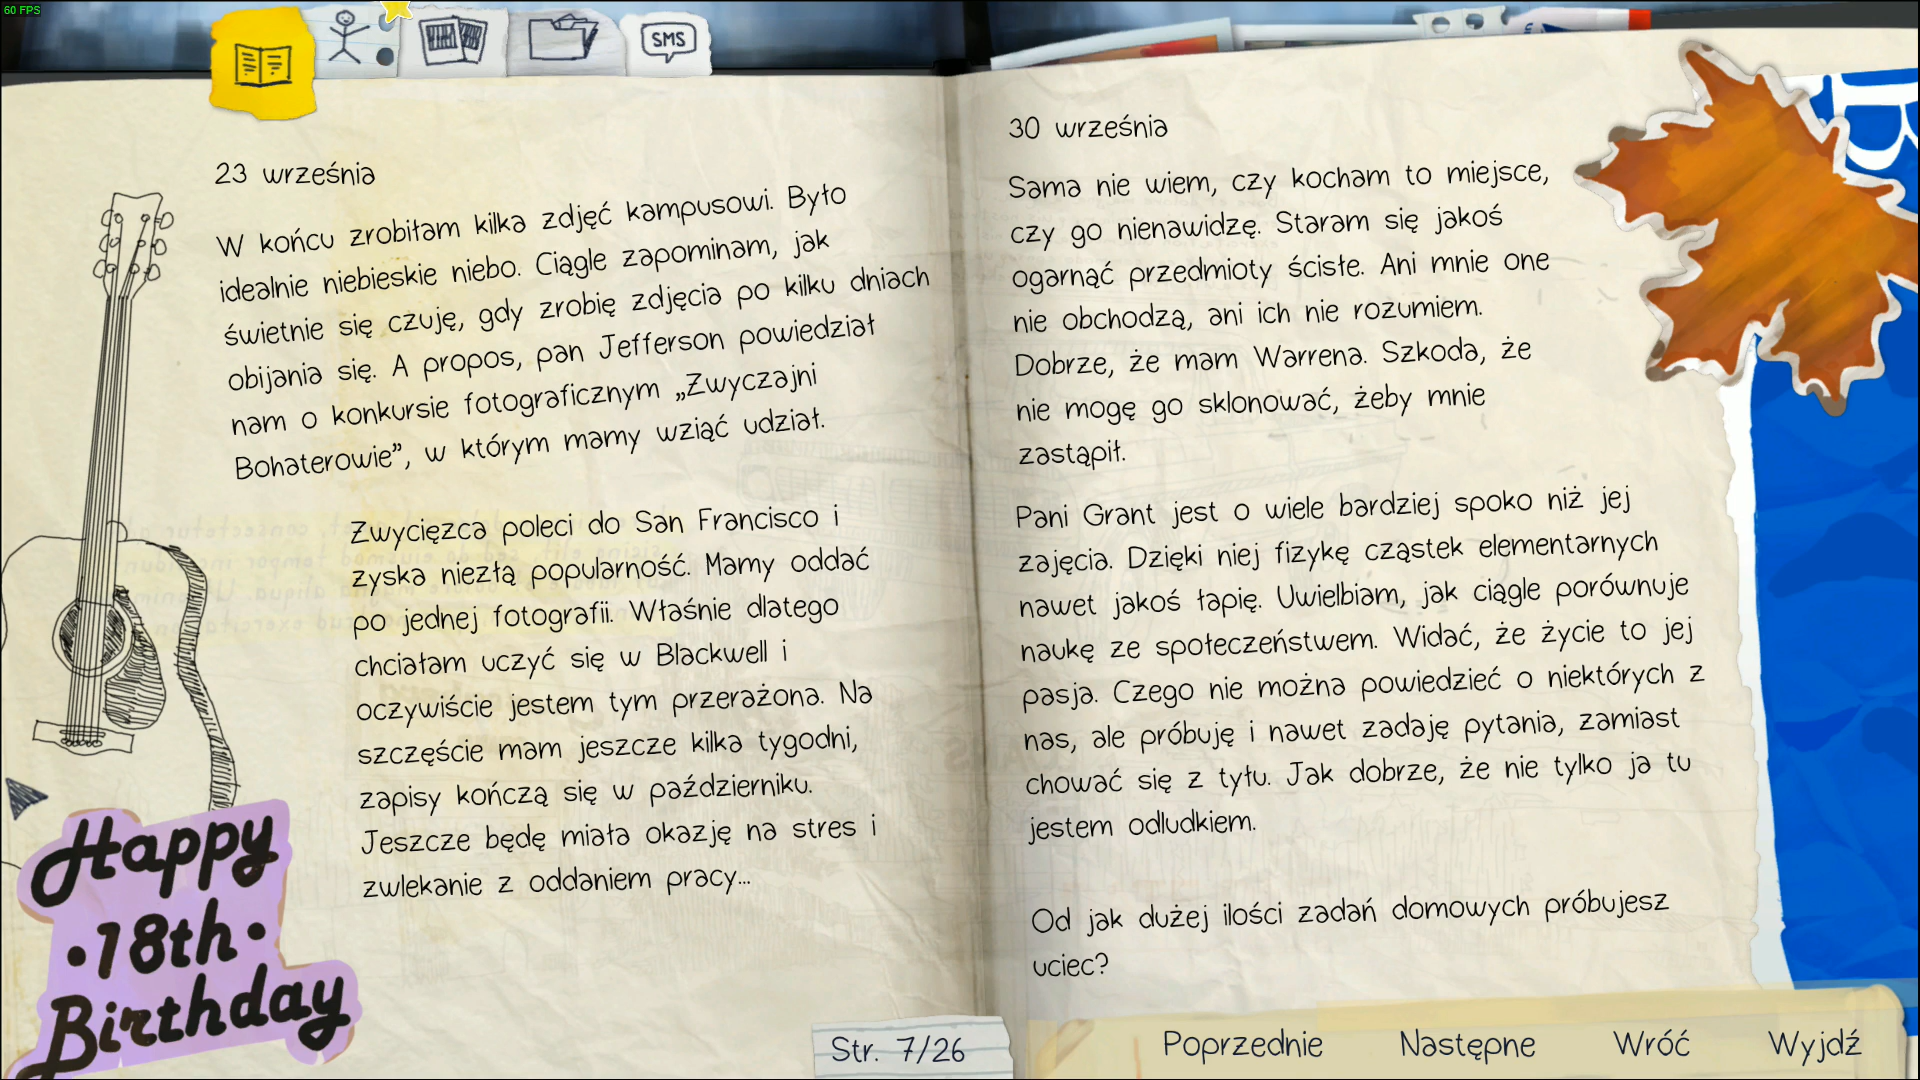 60 FPS
SMS
23 września
W końcu zrobiłam kilka zdjęć kampusowi. Było
idealnie niebieskie niebo. Ciągle zapominam, jak
świetnie się czuję, gdy zrobię zdjęcia po kilku dniach
obijania się. A propos, pan Jefferson powiedział
nam o konkursie fotograficznym „Zwyczajni
Bohaterowie”, w którym mamy wziąć udział.
Zwycięzca poleci do San Francisco i
zyska niezłą popularność. Mamy oddać
po jednej fotografii. Właśnie dlatego
chciałam uczyć się w Blackwell i
oczywiście jestem tym przerażona. Na
szczęście mam jeszcze kilka tygodni,
zapisy kończą się w październiku.
Jeszcze będę miała okazję na stres i
zwlekanie z oddaniem pracy...
Happy
•18th•
Birthday
30 września
Sama nie wiem, czy kocham to miejsce,
czy go nienawidzę. Staram się jakoś
ogarnąć przedmioty ścisłe. Ani mnie one
nie obchodzą, ani ich nie rozumiem.
Dobrze, że mam Warrena. Szkoda, że
nie mogę go sklonować, żeby mnie
zastąpił.
Pani Grant jest o wiele bardziej spoko niż jej
zajęcia. Dzięki niej fizykę cząstek elementarnych
nawet jakoś łapię. Uwielbiam, jak ciągle porównuje
naukę ze społeczeństwem. Widać, że życie to jej
pasja. Czego nie można powiedzieć o niektórych z
nas, ale próbuję i nawet zadaję pytania, zamiast
chować się z tyłu. Jak dobrze, że nie tylko ja tu
jestem odludkiem.
Od jak dużej ilości zadań domowych próbujesz
uciec?
B
Str. 7/26
Poprzednie Następne Wróć Wyjdź